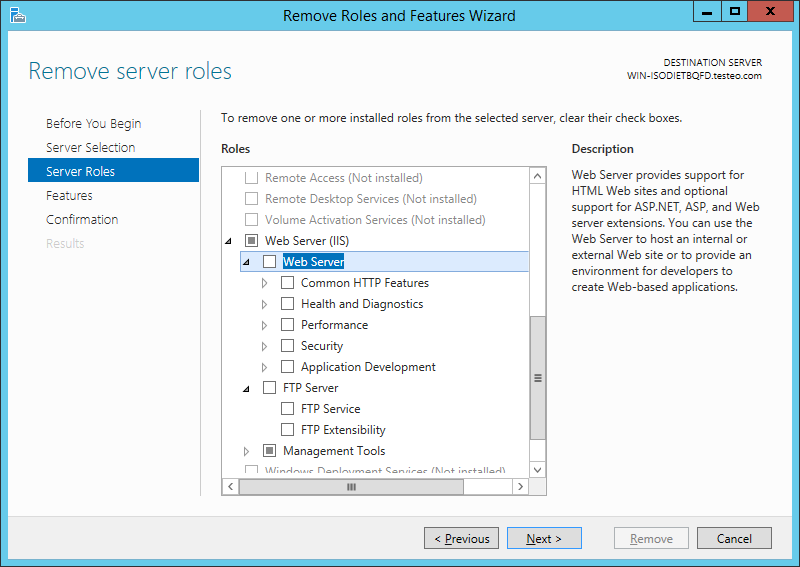 Remove Roles and Features Wizard
Remove server roles
DESTINATION SERVER
WIN-ISODIETBQFD.testeo.com
Before You Begin
Server Selection
Server Roles
Features
Confirmation
Results
To remove one or more installed roles from the selected server, clear their check boxes.
Roles
Remote Access (Not installed)
Remote Desktop Services (Not installed)
Volume Activation Services (Not installed)
Web Server (IIS)
Web Server
Common HTTP Features
Health and Diagnostics
Performance
Security
Application Development
FTP Server
FTP Service
FTP Extensibility
Management Tools
Windows Deployment Services (Not installed)
Description
Web Server provides support for
HTML Web sites and optional
support for ASP.NET, ASP, and Web
server extensions. You can use the
Web Server to host an internal or
external Web site or to provide an
environment for developers to
create Web-based applications.
< Previous
Next >
Remove
Cancel